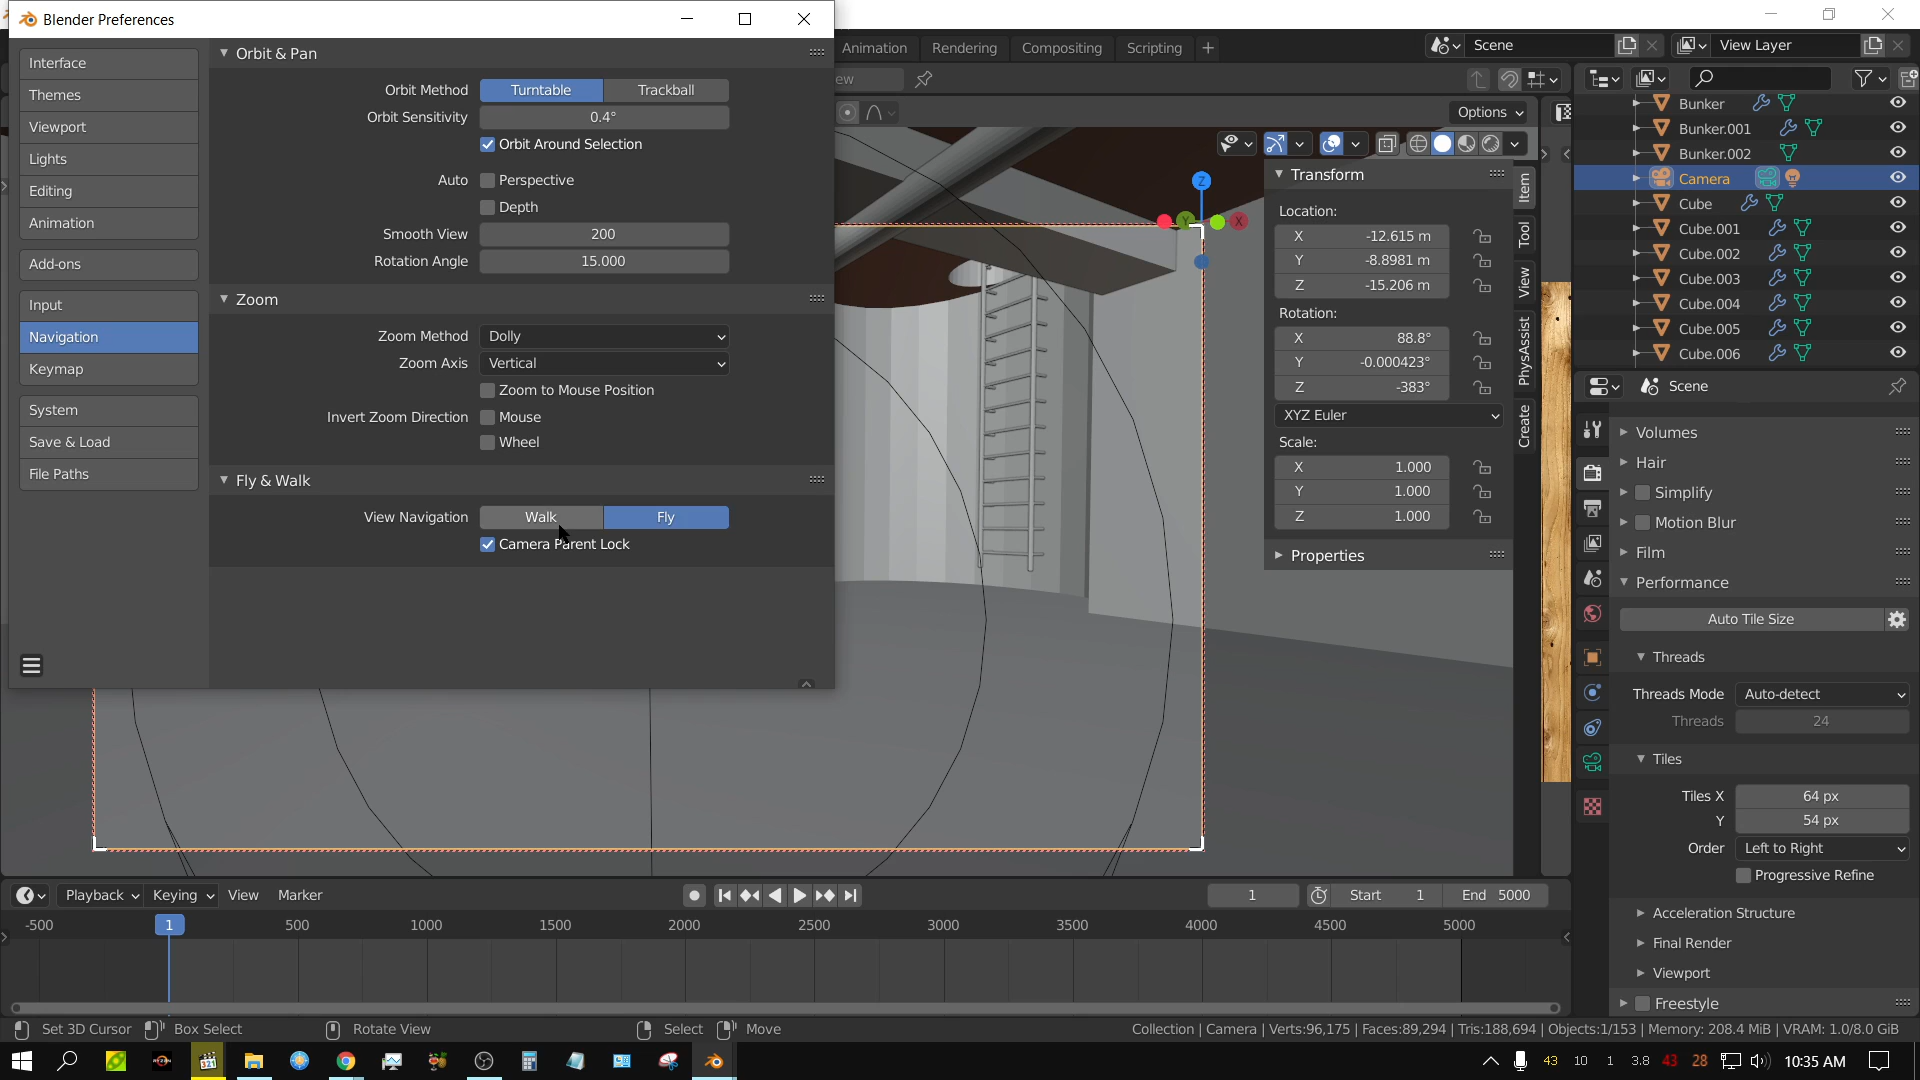 Blender Preferences
Interface
Themes
Viewport
Lights
Editing
Animation
Add-ons
Input
Navigation
Keymap
System
Save & Load
File Paths
Orbit & Pan
Orbit Method Turntable Trackball
Orbit Sensitivity 0.4°
Orbit Around Selection
Auto Perspective
Depth
Smooth View 200
Rotation Angle 15.000
Zoom
Zoom Method Dolly
Zoom Axis Vertical
Zoom to Mouse Position
Invert Zoom Direction Mouse
Wheel
Fly & Walk
View Navigation Walk Fly
Camera Parent Lock
Animation Rendering Compositing Scripting
Scene
View Layer
ew
Options
Z
Y
X
Transform
Location:
X -12.615 m
Y -8.8981 m
Z -15.206 m
Rotation:
X 88.8°
Y -0.000423°
Z -383°
XYZ Euler
Scale:
X 1.000
Y 1.000
Z 1.000
Properties
Item
Tool
View
PhysAssist
Create
Bunker
Bunker.001
Bunker.002
Camera
Cube
Cube.001
Cube.002
Cube.003
Cube.004
Cube.005
Cube.006
Scene
Volumes
Hair
Simplify
Motion Blur
Film
Performance
Auto Tile Size
Threads
Threads Mode Auto-detect
Threads 24
Tiles
Tiles X 64 px
Y 54 px
Order Left to Right
Progressive Refine
Acceleration Structure
Final Render
Viewport
Freestyle
Playback Keying View Marker
1 Start 1 End 5000
-500 1 500 1000 1500 2000 2500 3000 3500 4000 4500 5000
Set 3D Cursor Box Select Rotate View Select Move
Collection | Camera | Verts:96,175 | Faces:89,294 | Tris:188,694 | Objects:1/153 | Memory: 208.4 MiB | VRAM: 1.0/8.0 GiB
321
43 10 1 3.8 43 28 10:35 AM